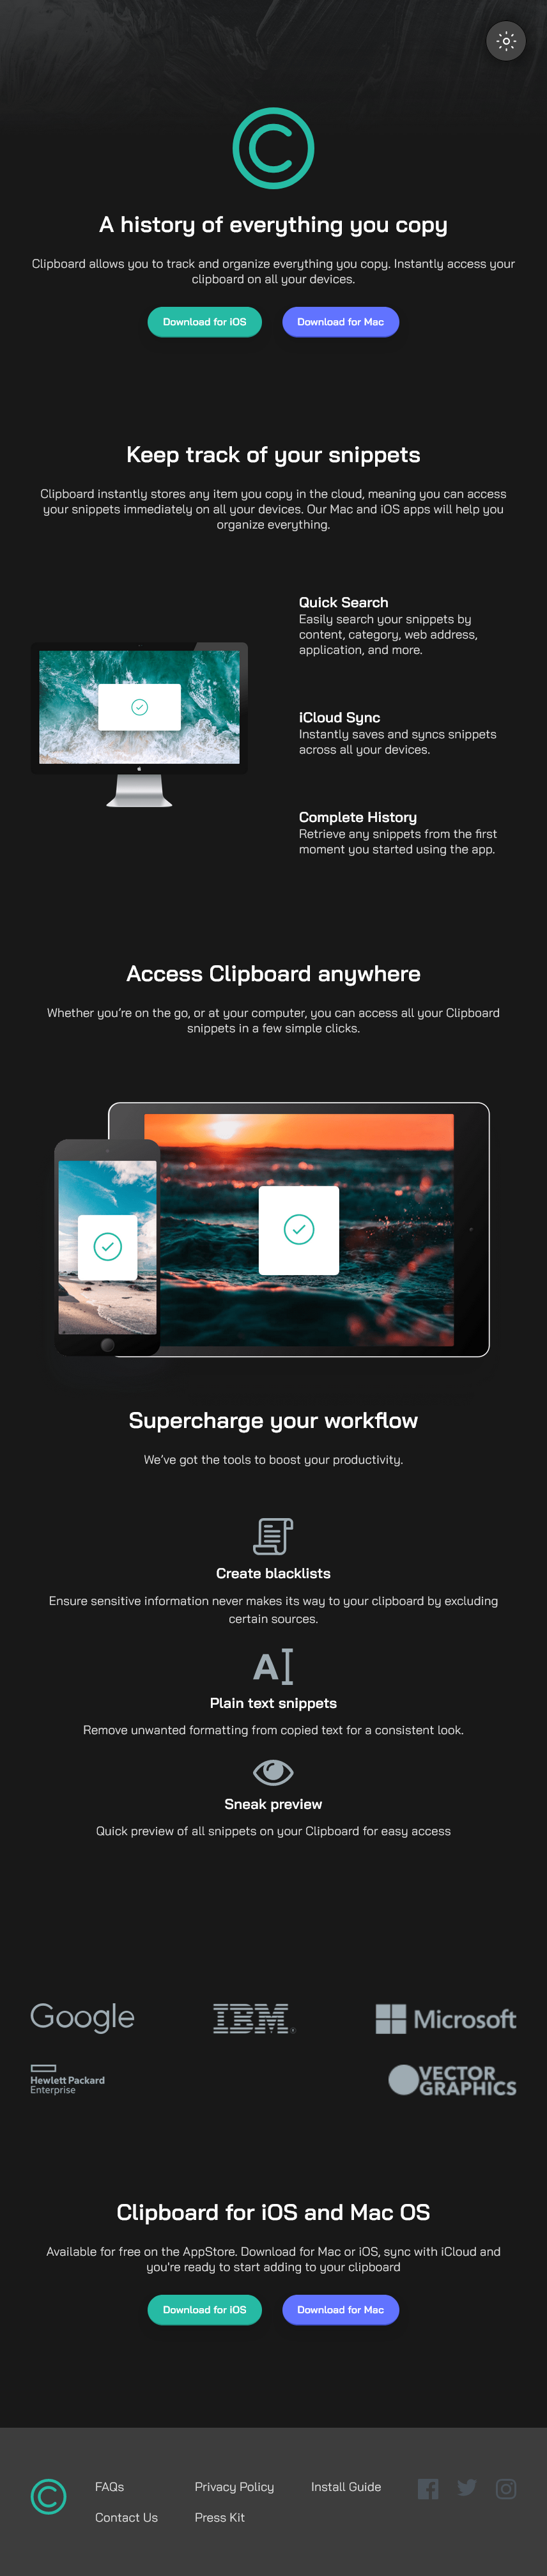 A history of everything you copy
Clipboard allows you to track and organize everything you copy. Instantly access your
clipboard on all your devices.
Download for iOS
Download for Mac
Keep track of your snippets
Clipboard instantly stores any item you copy in the cloud, meaning you can access
your snippets immediately on all your devices. Our Mac and iOS apps will help you
organize everything.
Quick Search
Easily search your snippets by
content, category, web address,
application, and more.
iCloud Sync
Instantly saves and syncs snippets
across all your devices.
Complete History
Retrieve any snippets from the first
moment you started using the app.
Access Clipboard anywhere
Whether you’re on the go, or at your computer, you can access all your Clipboard
snippets in a few simple clicks.
Supercharge your workflow
We’ve got the tools to boost your productivity.
Create blacklists
Ensure sensitive information never makes its way to your clipboard by excluding
certain sources.
Plain text snippets
Remove unwanted formatting from copied text for a consistent look.
Sneak preview
Quick preview of all snippets on your Clipboard for easy access
Google
IBM
Microsoft
Hewlett Packard
Enterprise
VECTOR
GRAPHICS
Clipboard for iOS and Mac OS
Available for free on the AppStore. Download for Mac or iOS, sync with iCloud and
you're ready to start adding to your clipboard
Download for iOS
Download for Mac
FAQs
Privacy Policy
Install Guide
Contact Us
Press Kit